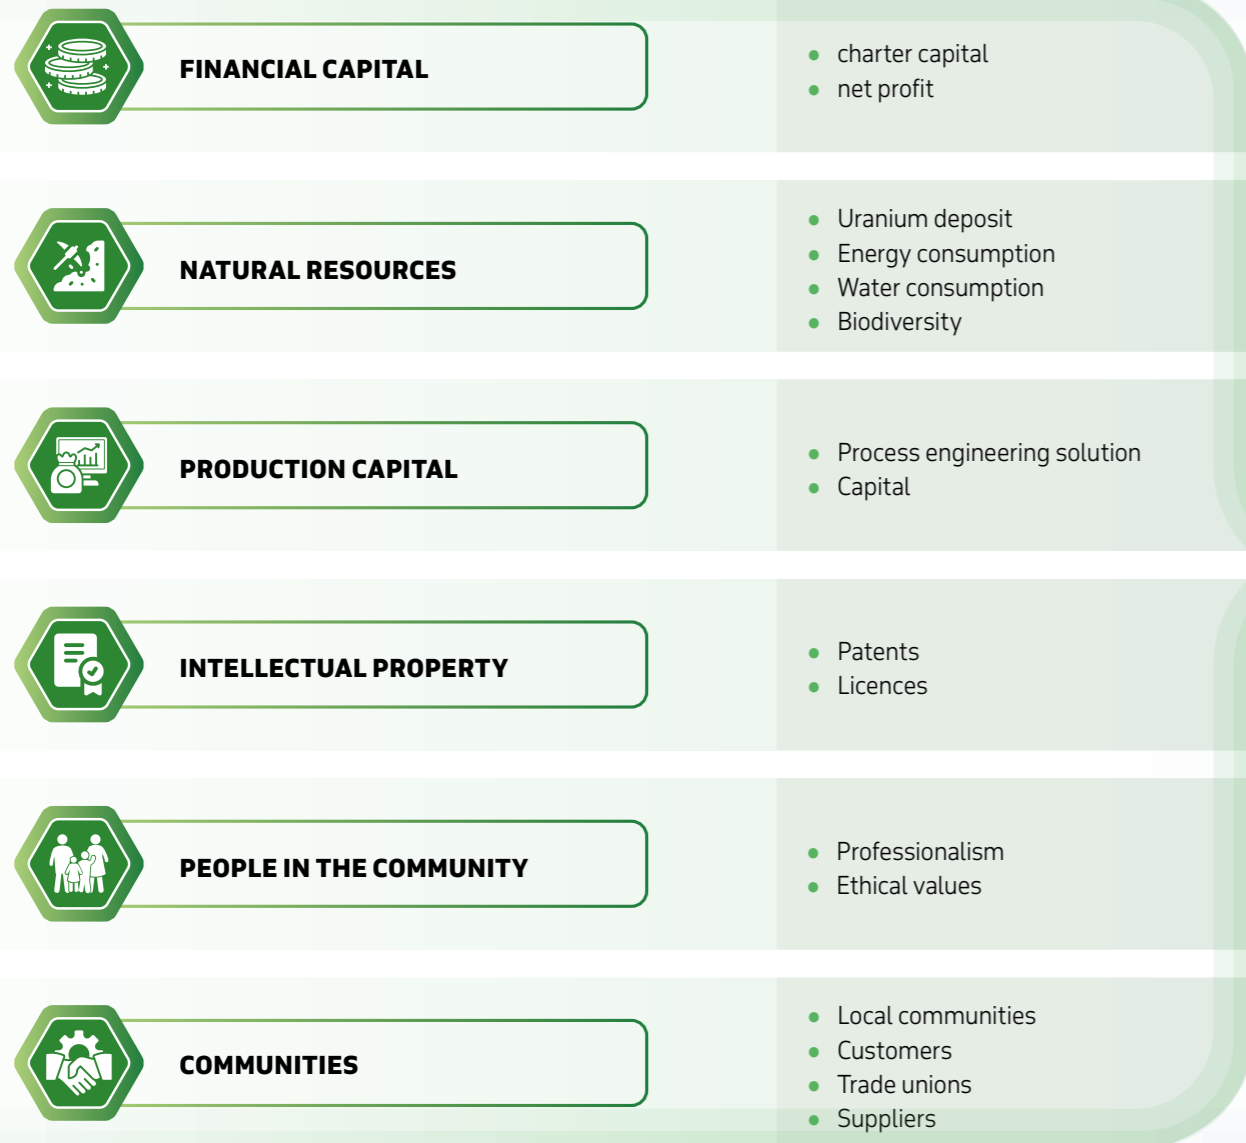 FINANCIAL CAPITAL
charter capital
net profit
NATURAL RESOURCES
Uranium deposit
Energy consumption
Water consumption
Biodiversity
PRODUCTION CAPITAL
Process engineering solution
Capital
INTELLECTUAL PROPERTY
Patents
Licences
PEOPLE IN THE COMMUNITY
Professionalism
Ethical values
COMMUNITIES
Local communities
Customers
Trade unions
Suppliers